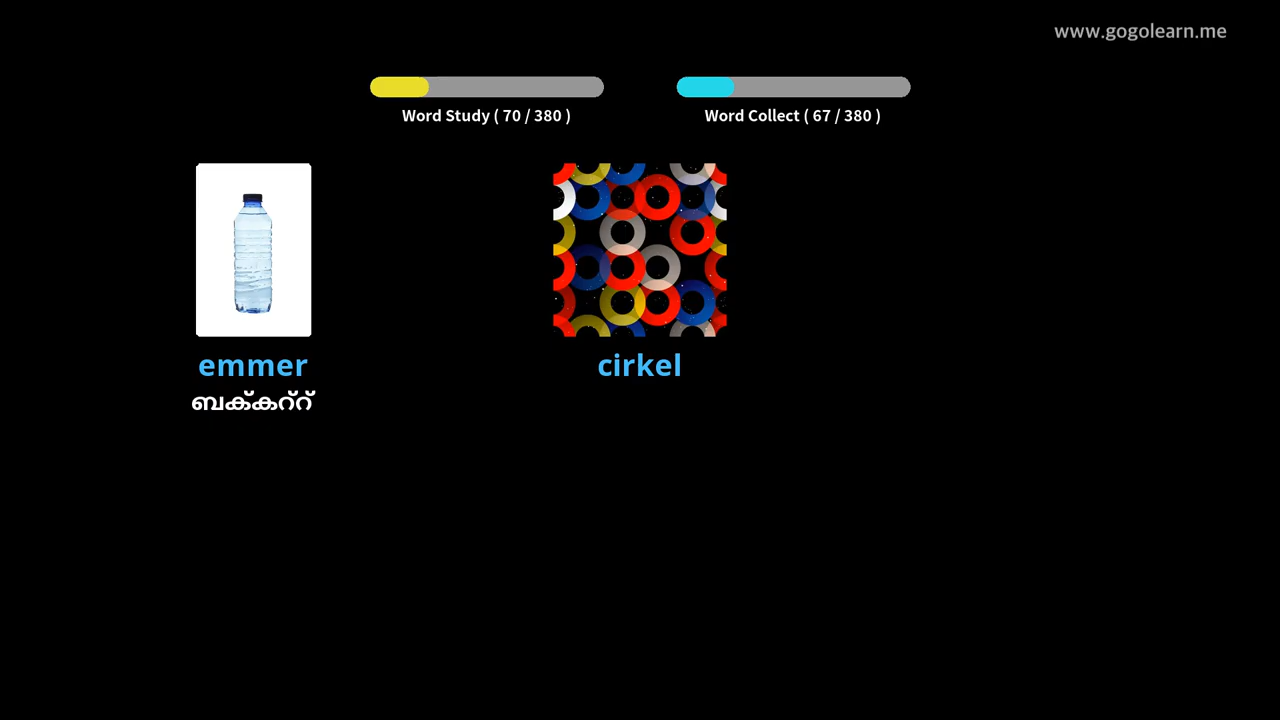 www.gogolearn.me
Word Study ( 70 / 380 )
Word Collect ( 67 / 380 )
emmer
ബക്കറ്റ്
cirkel